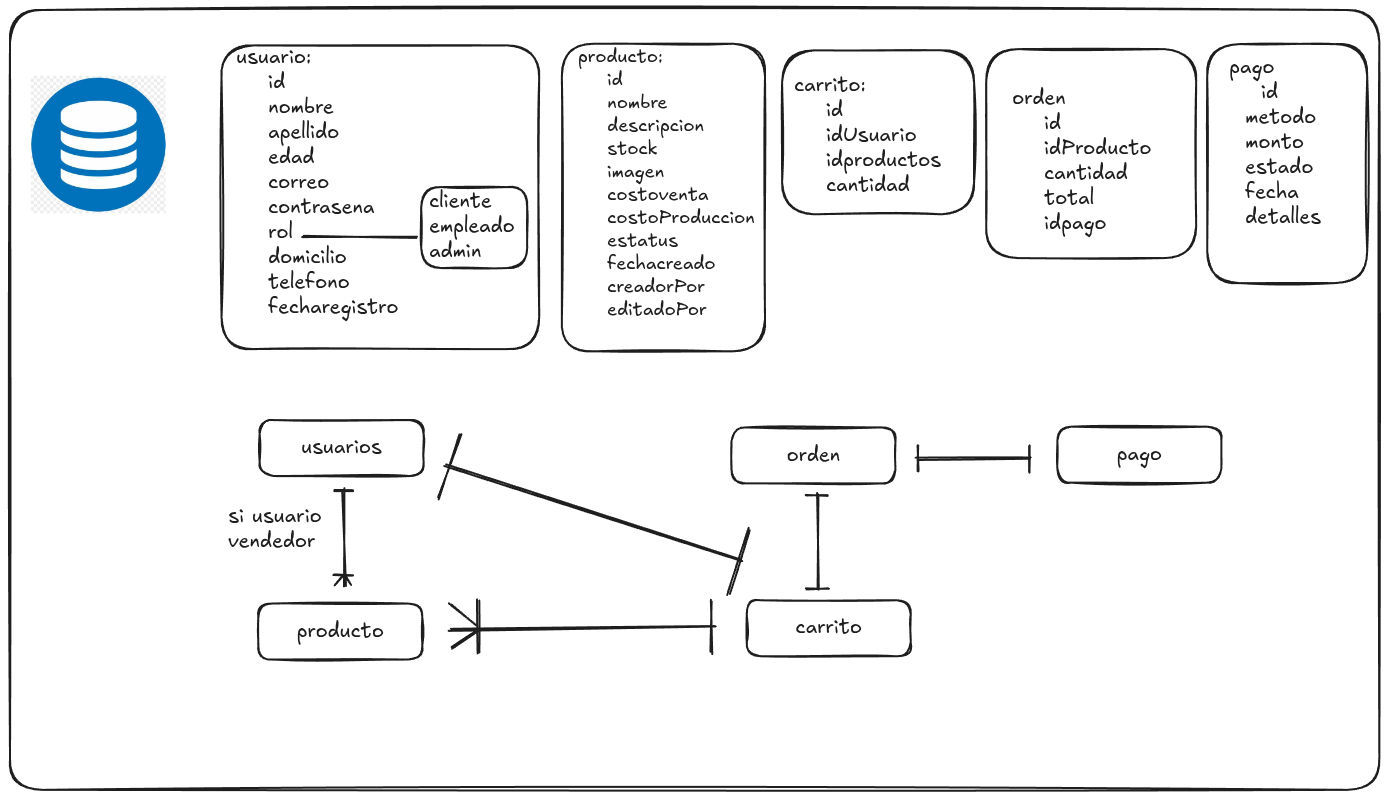 usuario:
id
nombre
apellido
edad
correo
contrasena
rol
domicilio
telefono
fecharegistro
cliente
empleado
admin
producto:
id
nombre
descripcion
stock
imagen
costoventa
costoProduccion
estatus
fechacreado
creadorPor
editadoPor
carrito:
id
idUsuario
idproductos
cantidad
orden
id
idProducto
cantidad
total
idpago
pago
id
metodo
monto
estado
fecha
detalles
usuarios
orden
pago
si usuario
vendedor
producto
carrito